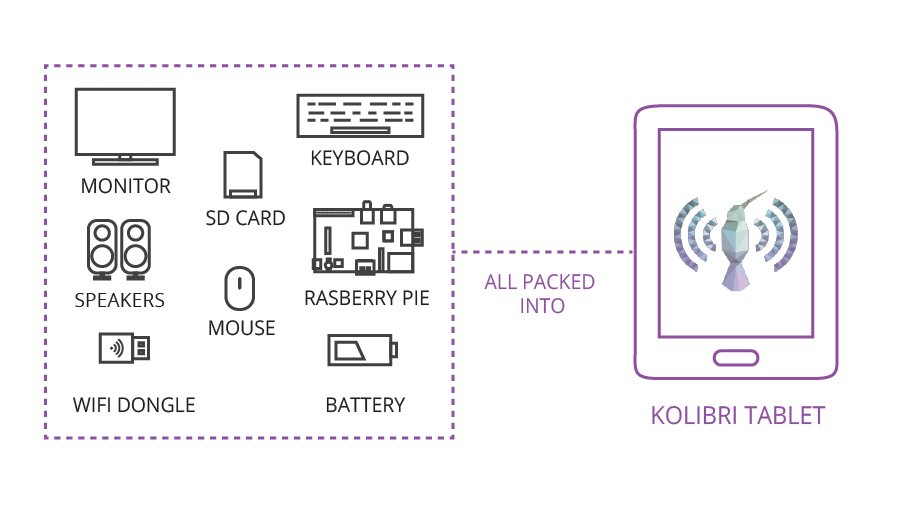 MONITOR
KEYBOARD
SD CARD
SPEAKERS
RASBERRY PIE
MOUSE
WIFI DONGLE
BATTERY
ALL PACKED
INTO
KOLIBRI TABLET